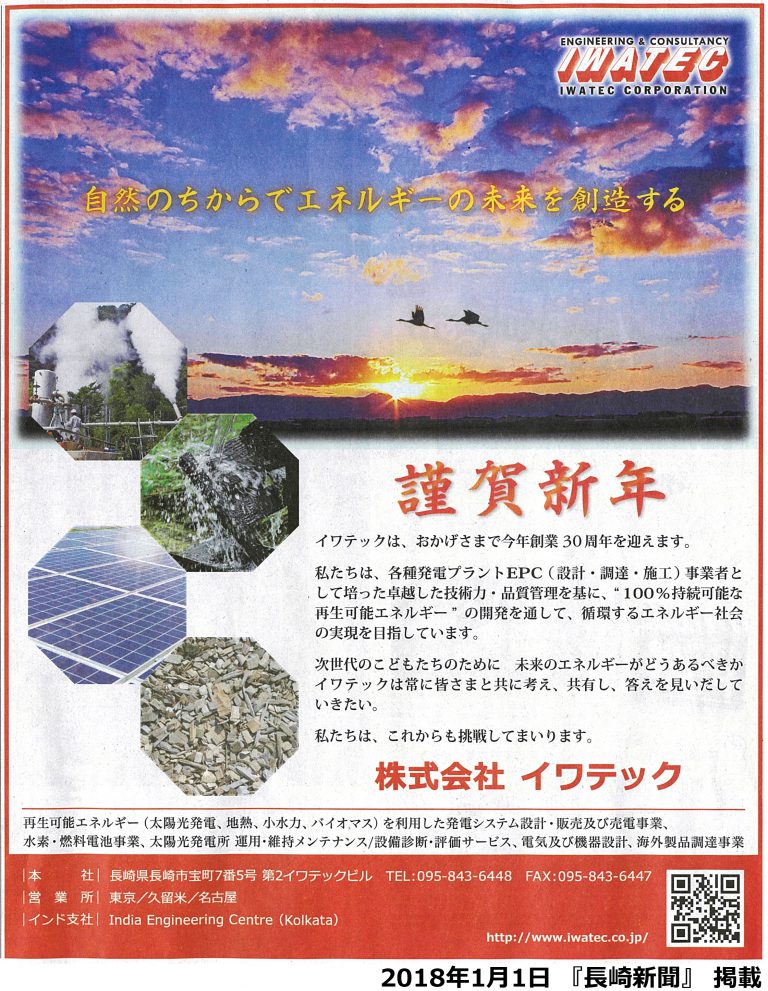 ENGINEERING & CONSULTANCY
IWATEC
IWATEC CORPORATION
自然のちからでエネルギーの未来を創造する
謹賀新年
イワテックは、おかげさまで今年創業30周年を迎えます。
私たちは、各種発電プラントEPC（設計・調達・施工）事業者と
して培った卓越した技術力・品質管理を基に、“100％持続可能な
再生可能エネルギー”の開発を通して、循環するエネルギー社会
の実現を目指しています。
次世代のこどもたちのために　未来のエネルギーがどうあるべきか
イワテックは常に皆さまと共に考え、共有し、答えを見いだして
いきたい。
私たちは、これからも挑戦してまいります。
株式会社 イワテック
再生可能エネルギー（太陽光発電、地熱、小水力、バイオマス）を利用した発電システム設計・販売及び売電事業、
水素・燃料電池事業、太陽光発電所 運用・維持メンテナンス/設備診断・評価サービス、電気及び機器設計、海外製品調達事業
|本　　社| 長崎県長崎市宝町7番5号 第2イワテックビル　TEL:095-843-6448　FAX:095-843-6447
|営 業 所| 東京／久留米／名古屋
|インド支社| India Engineering Centre（Kolkata）
http://www.iwatec.co.jp/
2018年1月1日 『長崎新聞』 掲載